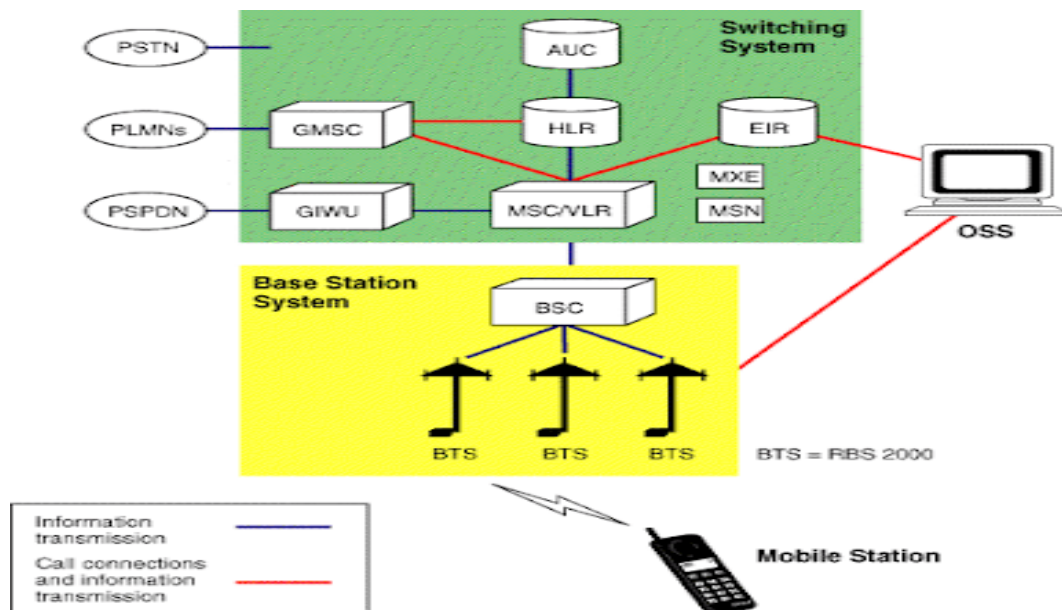 PSTN
AUC
Switching
System
PLMNs
GMSC
HLR
EIR
MXE
PSPDN
GIWU
MSC/VLR
MSN
OSS
Base Station
System
BSC
BTS
BTS
BTS
BTS = RBS 2000
Information
transmission
Call connections
and information
transmission
Mobile Station